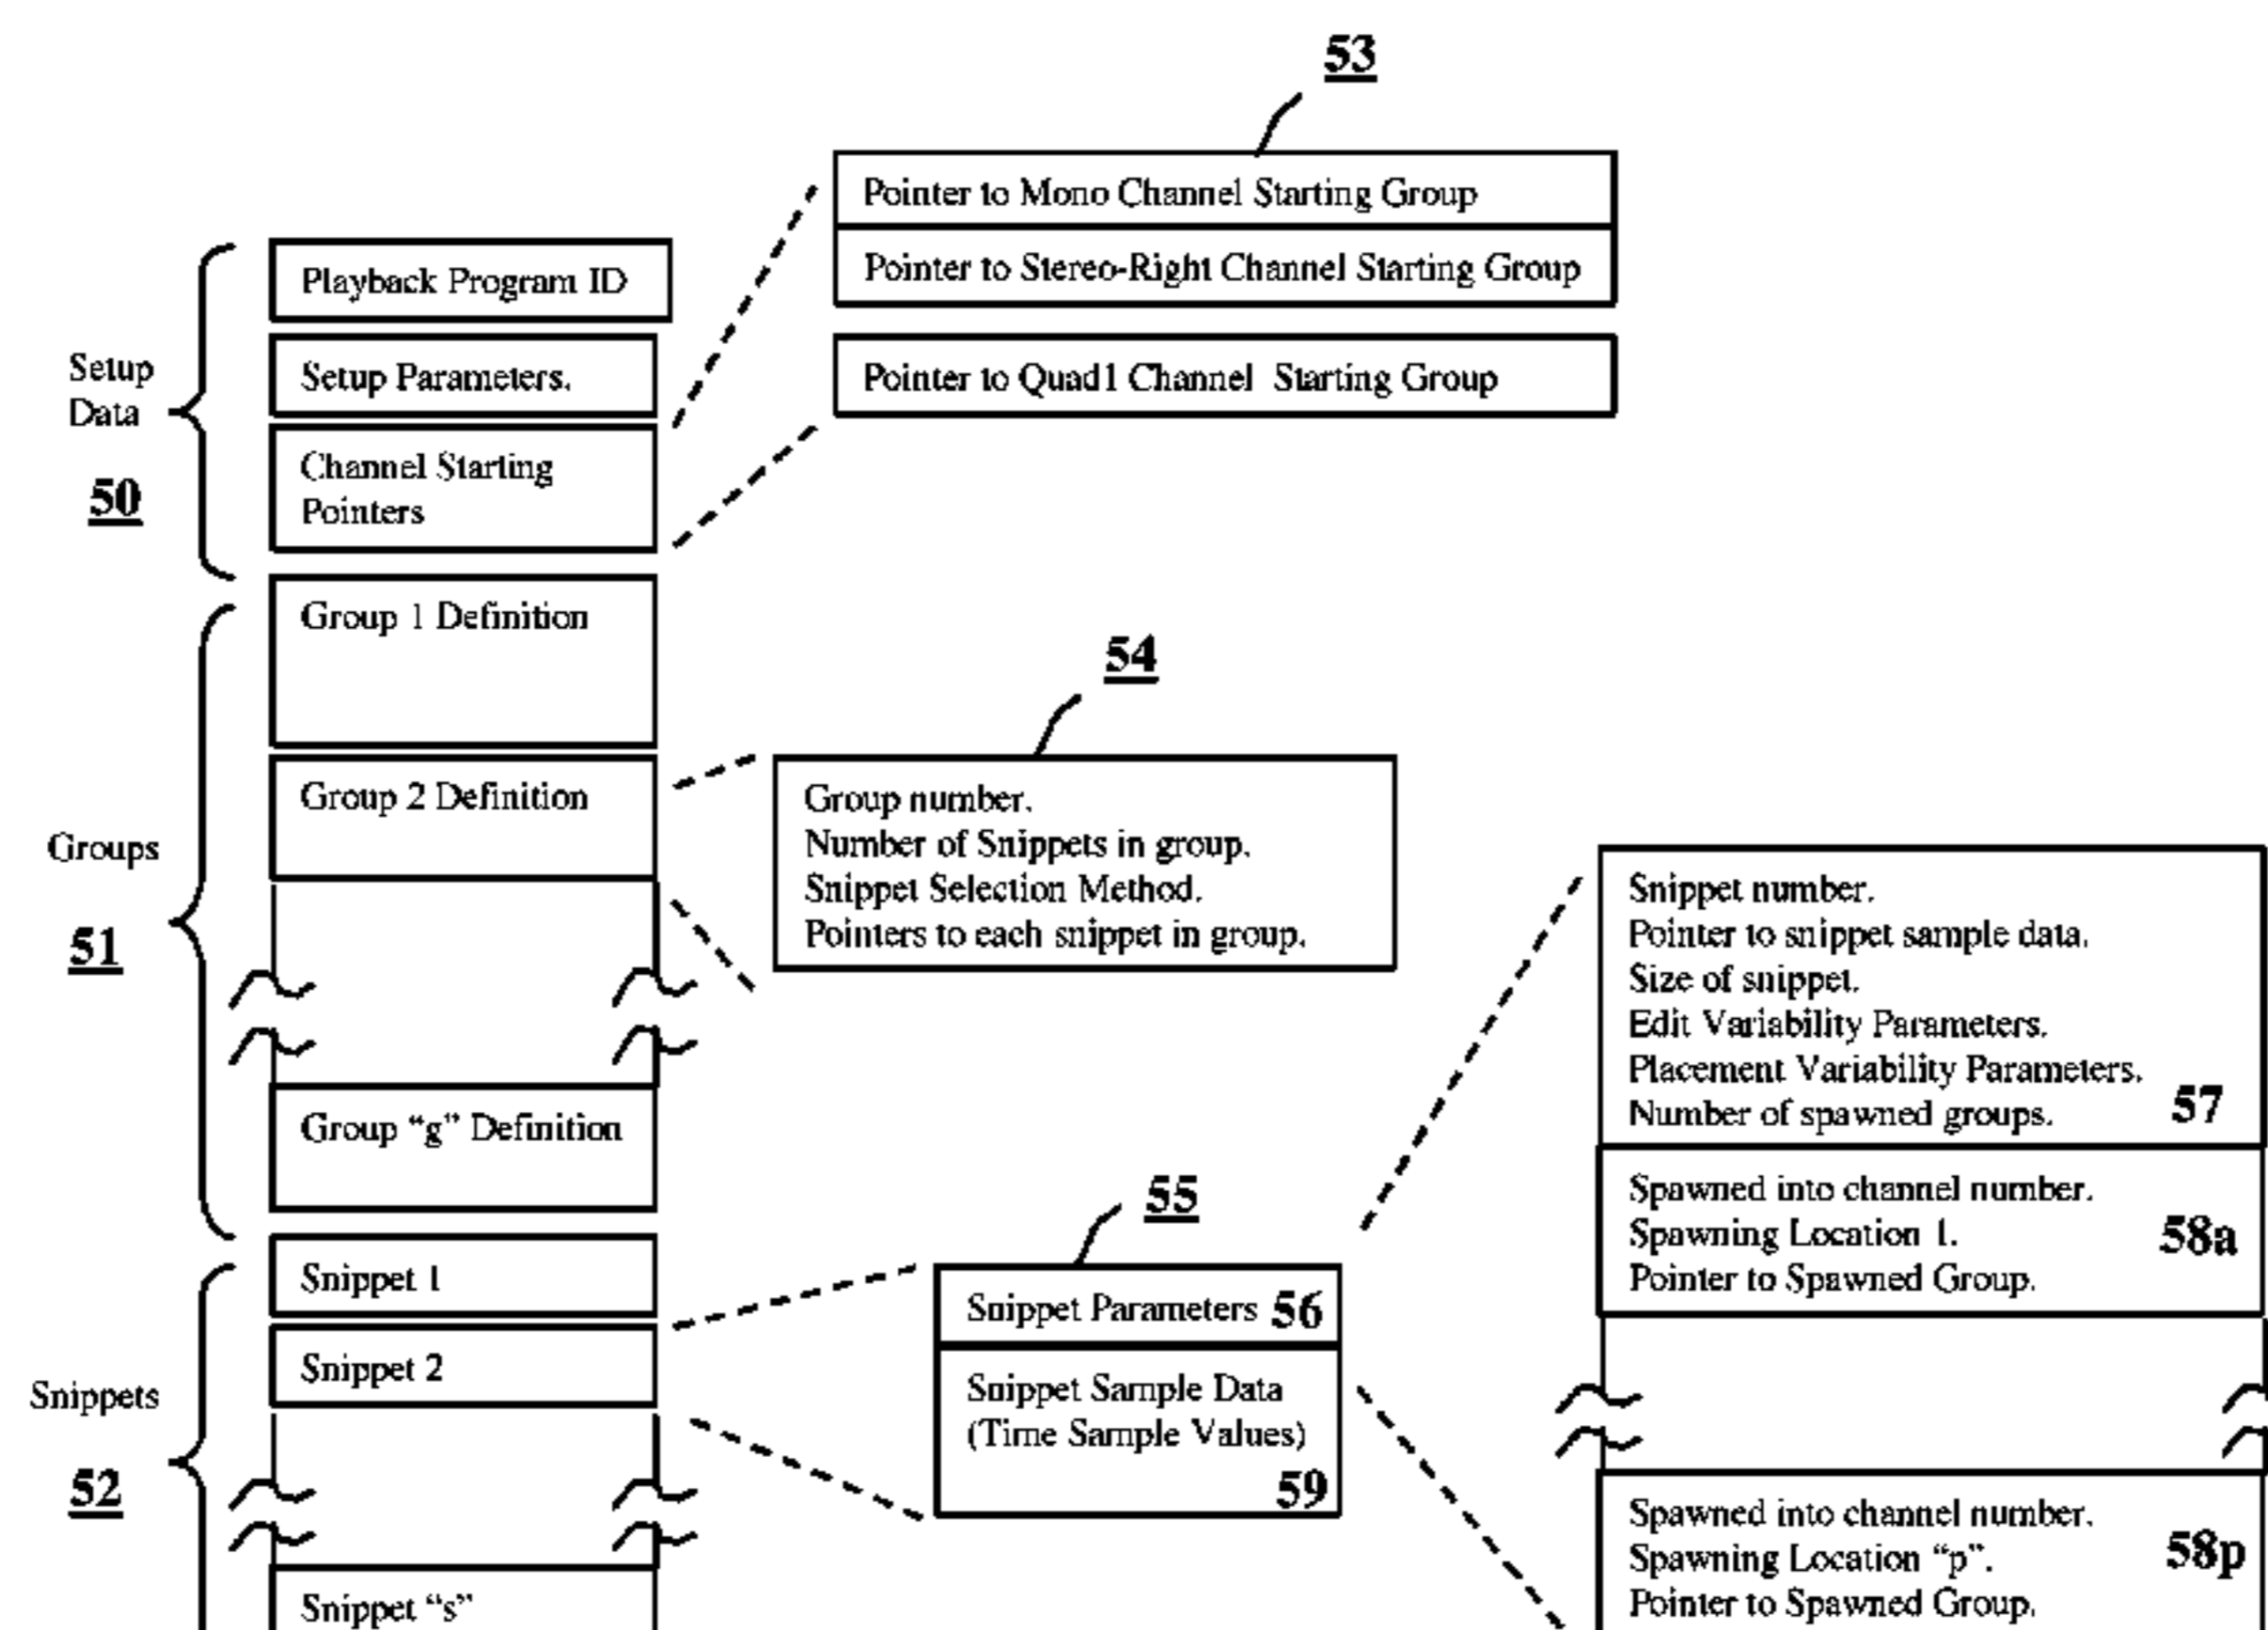 53
Pointer to Mono Channel Starting Group
Pointer to Stereo-Right Channel Starting Group
Pointer to Quad1 Channel Starting Group
Setup
Data
50
Playback Program ID
Setup Parameters.
Channel Starting
Pointers
Groups
51
Group 1 Definition
Group 2 Definition
Group “g” Definition
54
Group number.
Number of Snippets in group.
Snippet Selection Method.
Pointers to each snippet in group.
Snippets
52
Snippet 1
Snippet 2
Snippet “s”
55
Snippet Parameters 56
Snippet Sample Data
(Time Sample Values)
59
Snippet number.
Pointer to snippet sample data.
Size of snippet.
Edit Variability Parameters.
Placement Variability Parameters.
Number of spawned groups. 57
Spawned into channel number.
Spawning Location 1. 58a
Pointer to Spawned Group.
Spawned into channel number.
Spawning Location “p”. 58p
Pointer to Spawned Group.